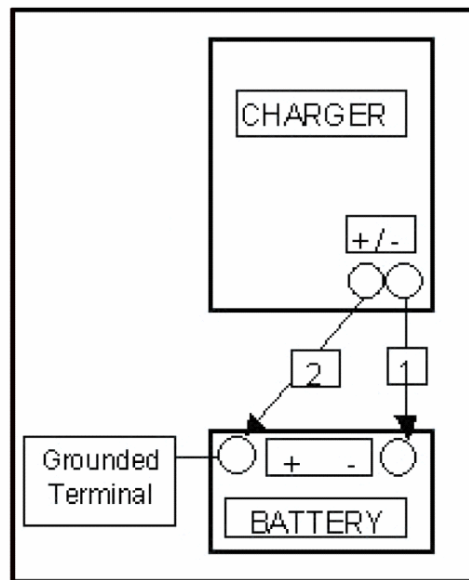 CHARGER
+/-
2
1
Grounded
Terminal
+ -
BATTERY